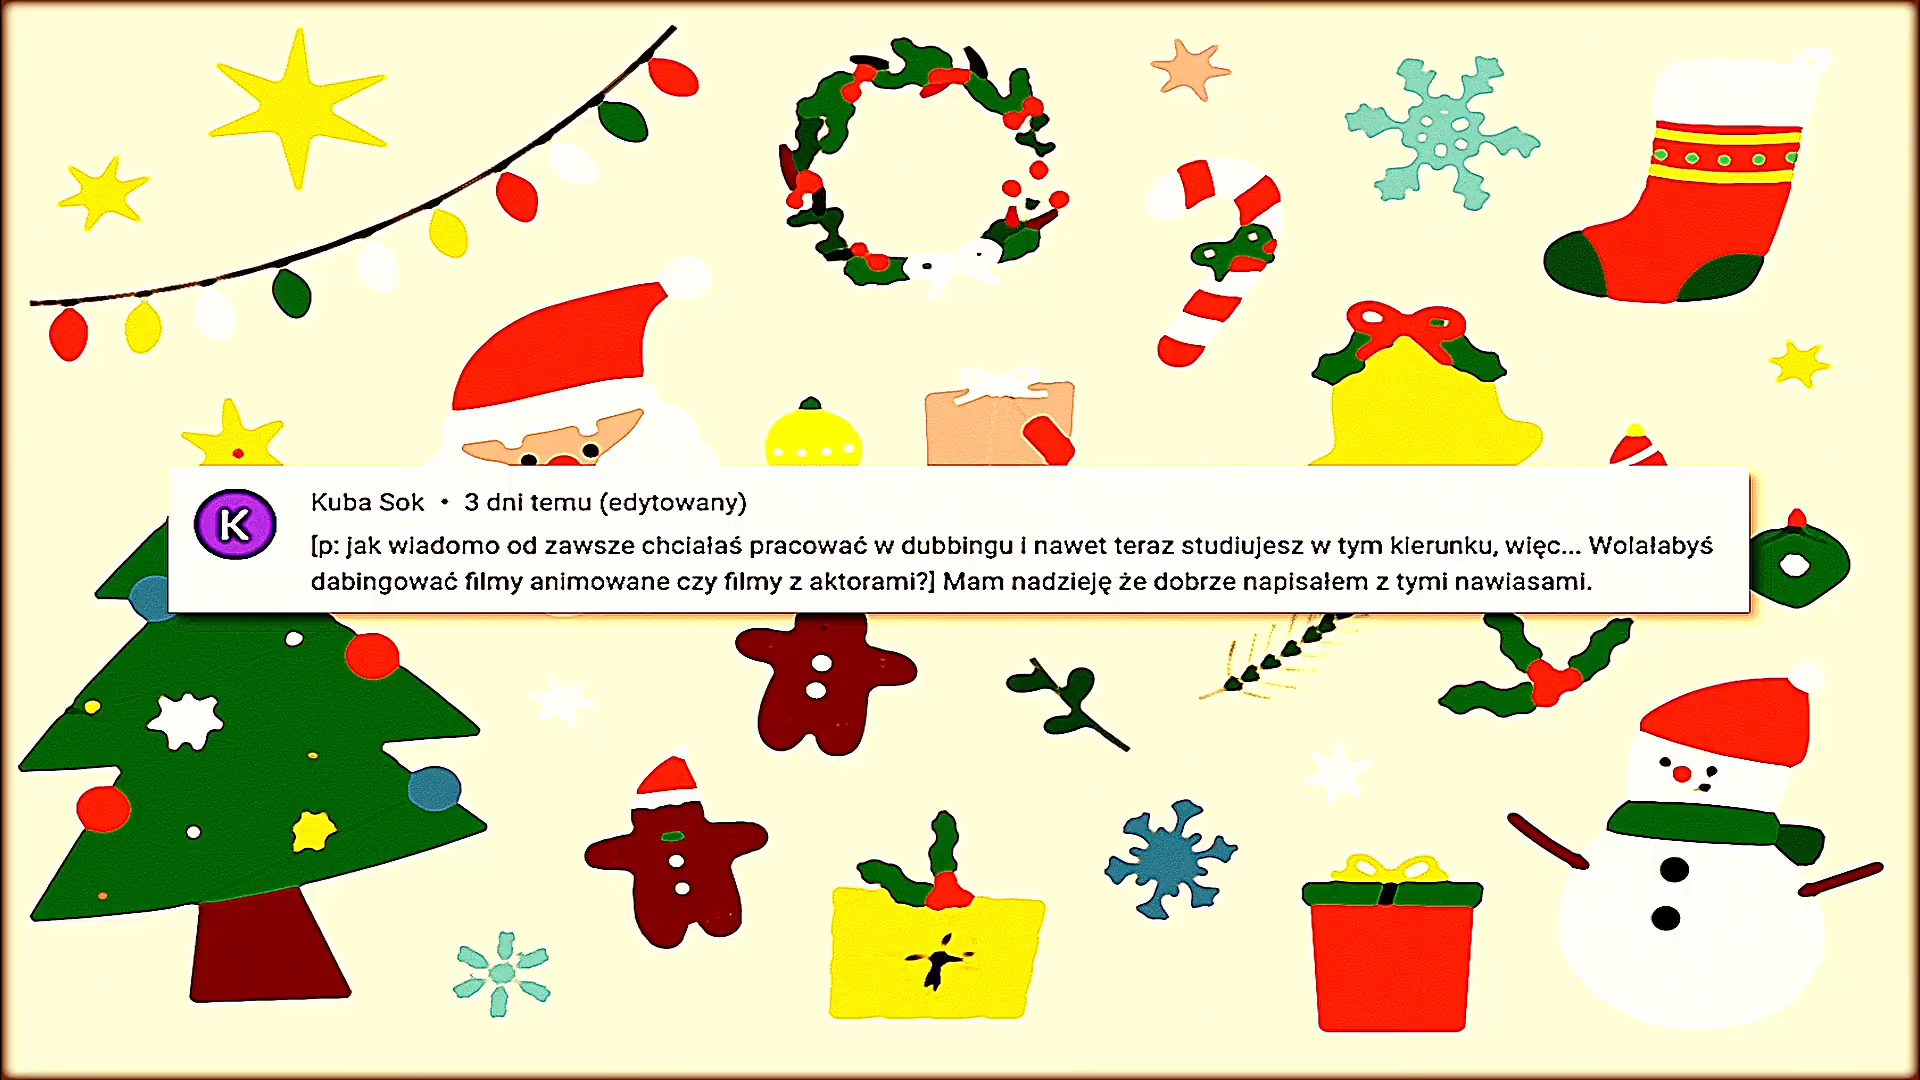 K
Kuba Sok • 3 dni temu (edytowany)
[p: jak wiadomo od zawsze chciałaś pracować w dubbingu i nawet teraz studiujesz w tym kierunku, więc... Wolałabyś
dabingować filmy animowane czy filmy z aktorami?] Mam nadzieję że dobrze napisałem z tymi nawiasami.